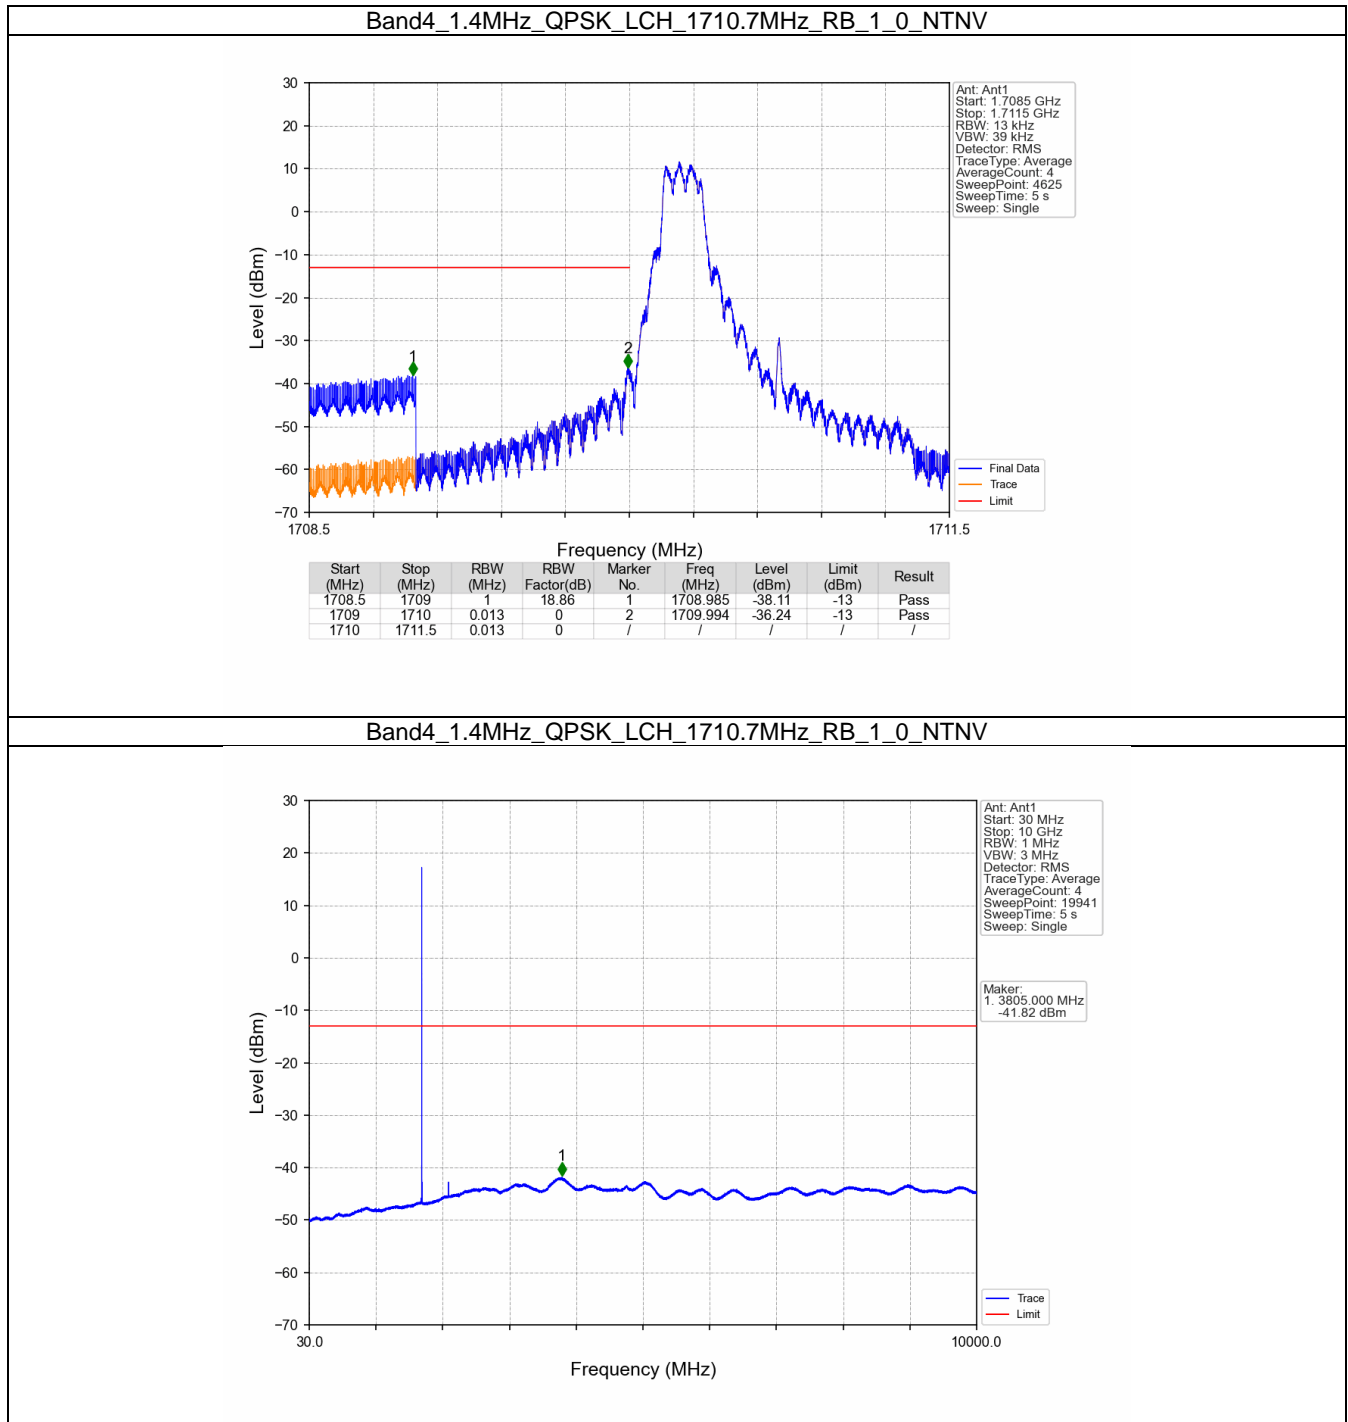 Band4_1.4MHz_QPSK_LCH_1710.7MHz_RB_1_0_NTNV
30
20
10
0
−10
−20
−30
−40
−50
−60
−70
Level (dBm)
1
2
1708.5
1711.5
Frequency (MHz)
Ant: Ant1
Start: 1.7085 GHz
Stop: 1.7115 GHz
RBW: 13 kHz
VBW: 39 kHz
Detector: RMS
TraceType: Average
AverageCount: 4
SweepPoint: 4625
SweepTime: 5 s
Sweep: Single
Final Data
Trace
Limit
Start (MHz) Stop (MHz) RBW (MHz) RBW Factor(dB) Marker No. Freq (MHz) Level (dBm) Limit (dBm) Result
1708.5 1709 1 18.86 1 1708.985 -38.11 -13 Pass
1709 1710 0.013 0 2 1709.994 -36.24 -13 Pass
1710 1711.5 0.013 0 / / / / /
Band4_1.4MHz_QPSK_LCH_1710.7MHz_RB_1_0_NTNV
30
20
10
0
−10
−20
−30
−40
−50
−60
−70
Level (dBm)
1
30.0
10000.0
Frequency (MHz)
Ant: Ant1
Start: 30 MHz
Stop: 10 GHz
RBW: 1 MHz
VBW: 3 MHz
Detector: RMS
TraceType: Average
AverageCount: 4
SweepPoint: 19941
SweepTime: 5 s
Sweep: Single
Maker:
1. 3805.000 MHz
-41.82 dBm
Trace
Limit